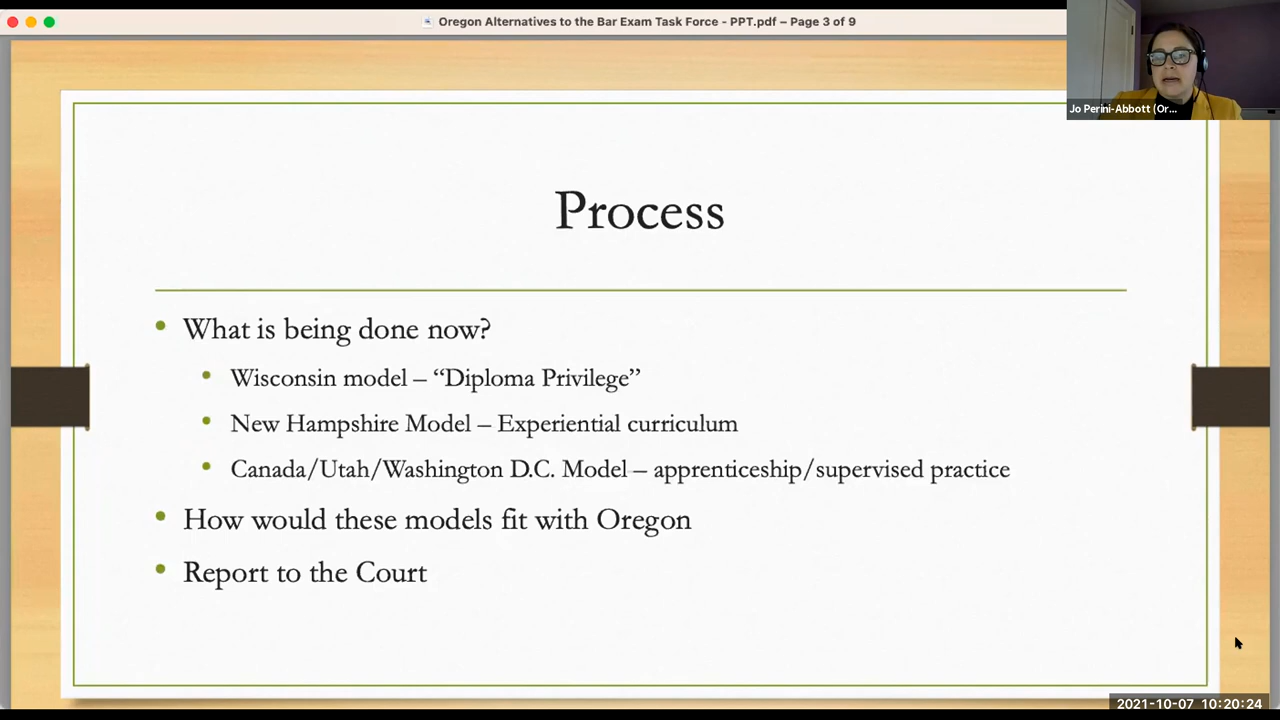 Oregon Alternatives to the Bar Exam Task Force - PPT.pdf – Page 3 of 9
Jo Perini-Abbott (Or...
Process
• What is being done now?
• Wisconsin model – “Diploma Privilege”
• New Hampshire Model – Experiential curriculum
• Canada/Utah/Washington D.C. Model – apprenticeship/supervised practice
• How would these models fit with Oregon
• Report to the Court
2021-10-07 10:20:24